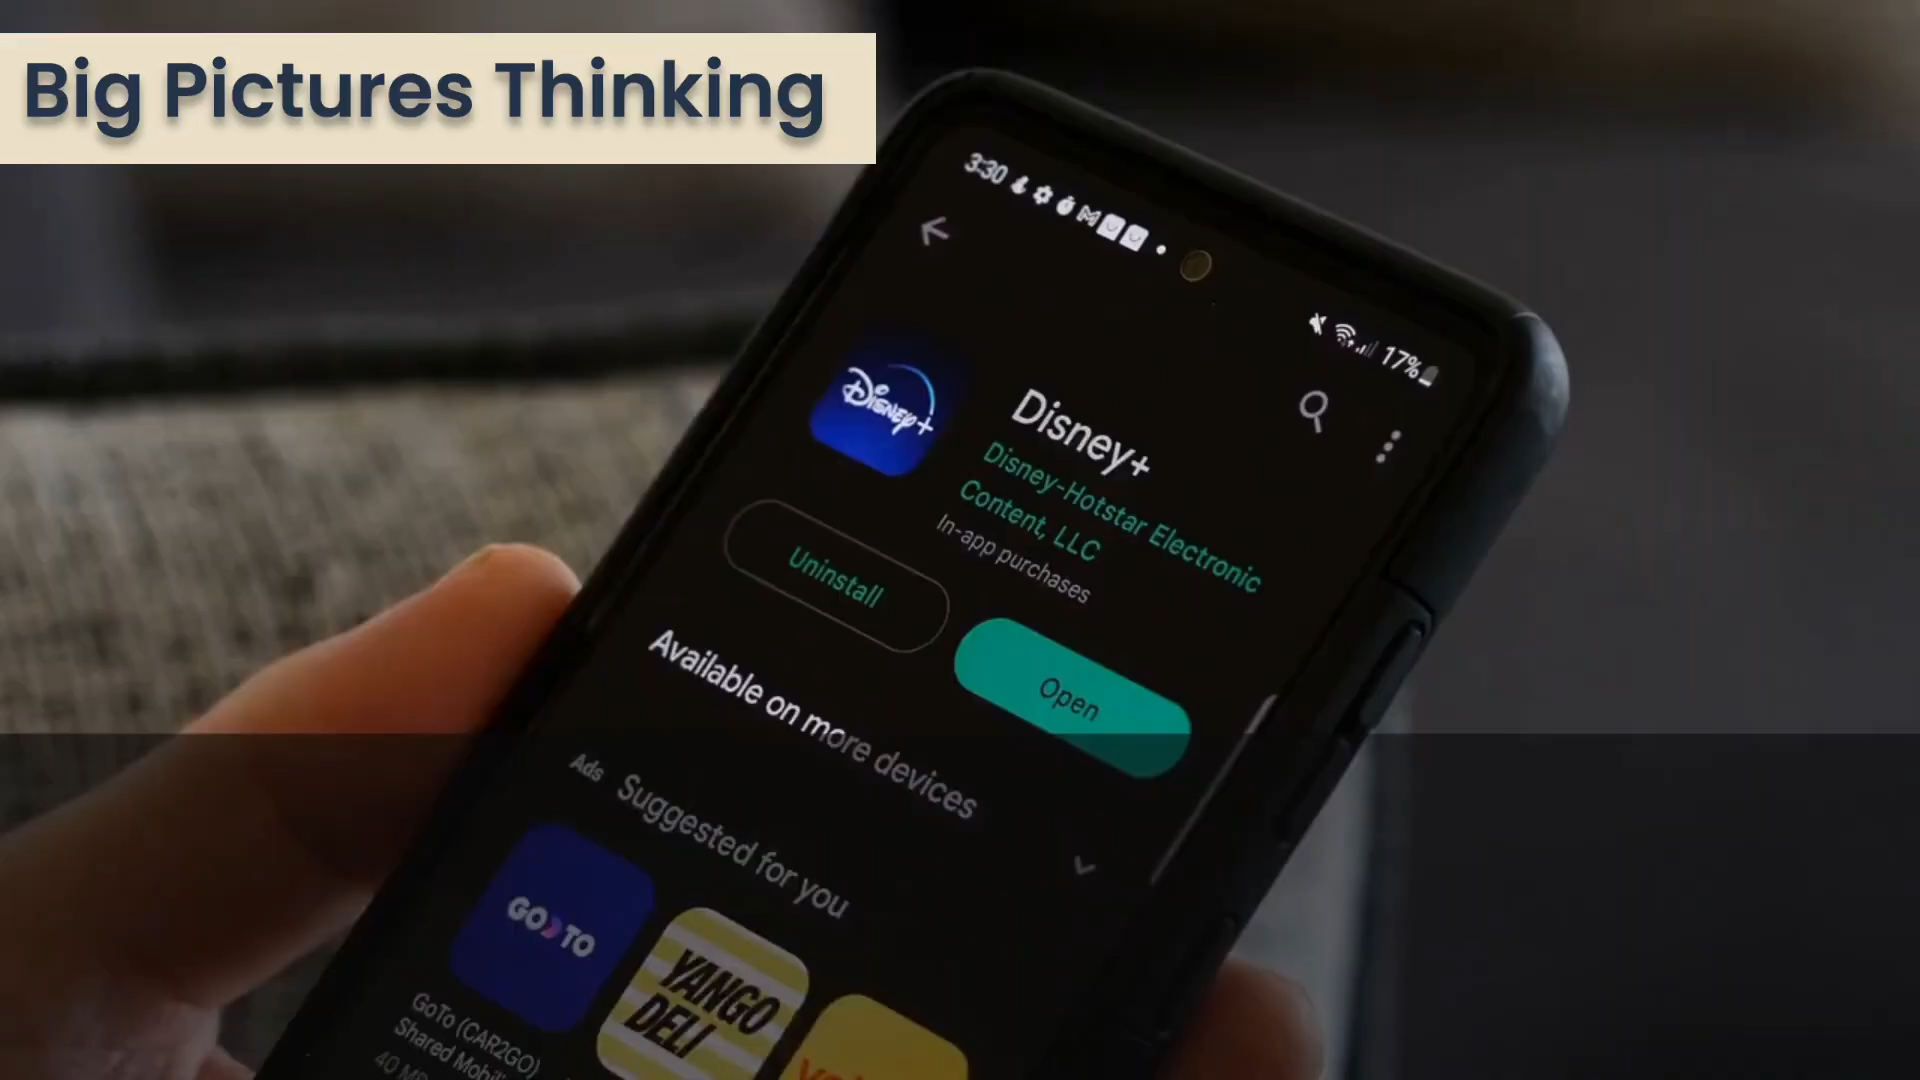 Big Pictures Thinking
3:30
17%
Disney+
Disney+
Disney-Hotstar Electronic
Content, LLC
In-app purchases
Uninstall
Open
Available on more devices
Ads
Suggested for you
GO TO
YANGO
DELI
GoTo (CAR2GO)
Shared
40